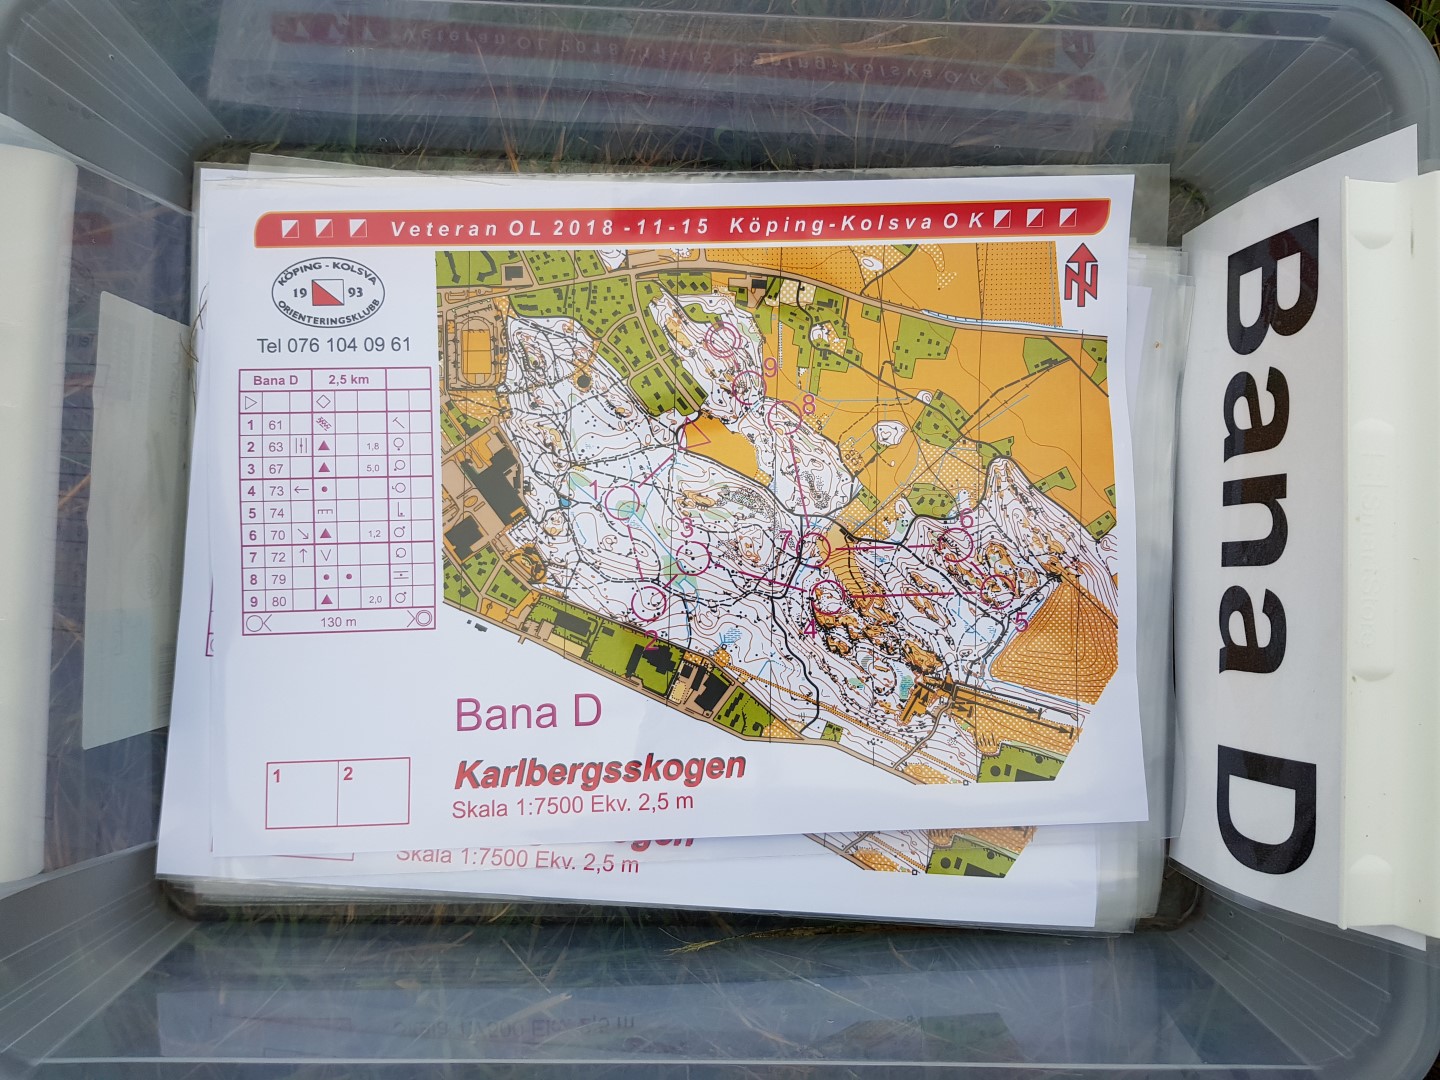 Veteran OL 2018-11-15 Köping-Kolsva OK
KÖPING - KOLSVA
19 93
ORIENTERINGSKLUBB
Tel 076 104 09 61
Bana D 2,5 km
1 61
2 63 1,8
3 67 5,0
4 73
5 74
6 70 1,2
7 72
8 79
9 80 2,0
130 m
N
9
8
1
3
7
6
2
4
5
Bana D
1 2
Karlbergsskogen
Skala 1:7500 Ekv. 2,5 m
Skala 1:7500 Ekv. 2,5 m
Bana D